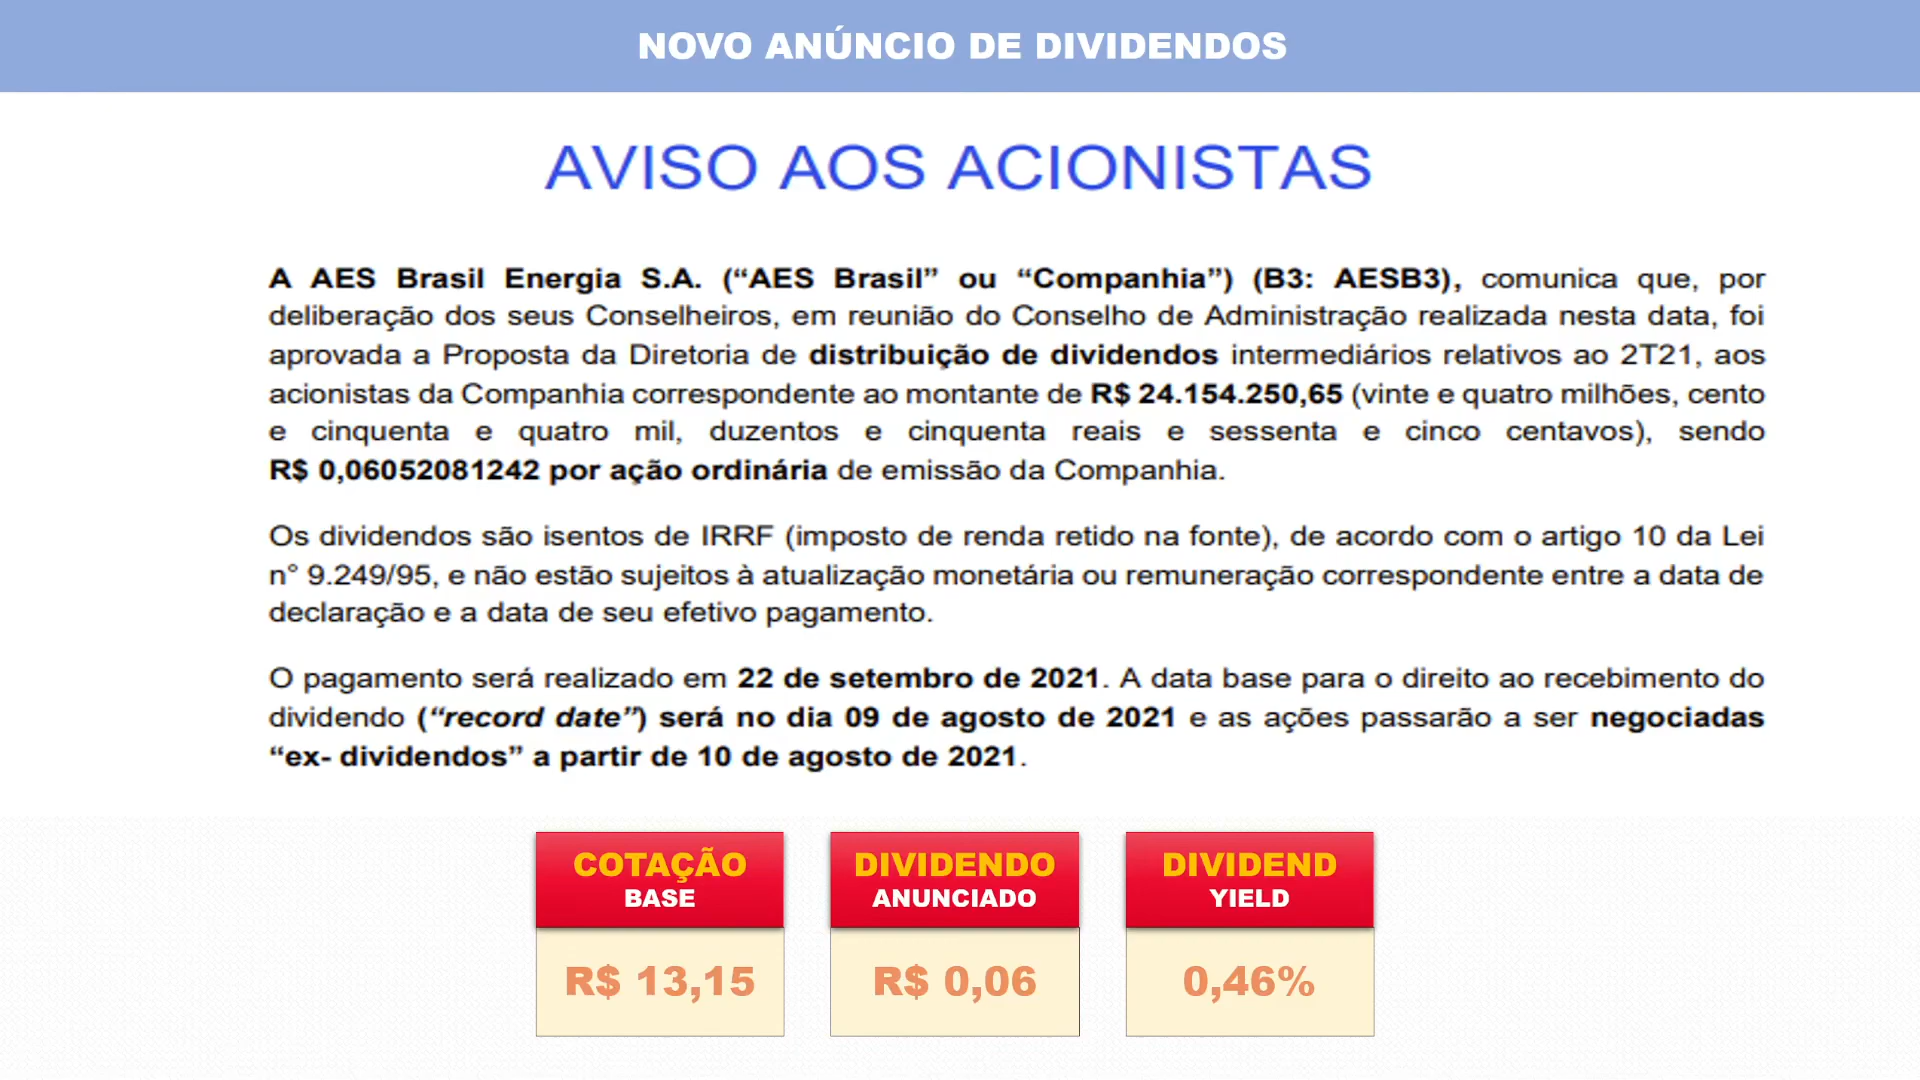 NOVO ANÚNCIO DE DIVIDENDOS
AVISO AOS ACIONISTAS
A AES Brasil Energia S.A. (“AES Brasil” ou “Companhia”) (B3: AESB3), comunica que, por
deliberação dos seus Conselheiros, em reunião do Conselho de Administração realizada nesta data, foi
aprovada a Proposta da Diretoria de distribuição de dividendos intermediários relativos ao 2T21, aos
acionistas da Companhia correspondente ao montante de R$ 24.154.250,65 (vinte e quatro milhões, cento
e cinquenta e quatro mil, duzentos e cinquenta reais e sessenta e cinco centavos), sendo
R$ 0,06052081242 por ação ordinária de emissão da Companhia.
Os dividendos são isentos de IRRF (imposto de renda retido na fonte), de acordo com o artigo 10 da Lei
n° 9.249/95, e não estão sujeitos à atualização monetária ou remuneração correspondente entre a data de
declaração e a data de seu efetivo pagamento.
O pagamento será realizado em 22 de setembro de 2021. A data base para o direito ao recebimento do
dividendo (“record date”) será no dia 09 de agosto de 2021 e as ações passarão a ser negociadas
“ex- dividendos” a partir de 10 de agosto de 2021.
COTAÇÃO
BASE
R$ 13,15
DIVIDENDO
ANUNCIADO
R$ 0,06
DIVIDEND
YIELD
0,46%